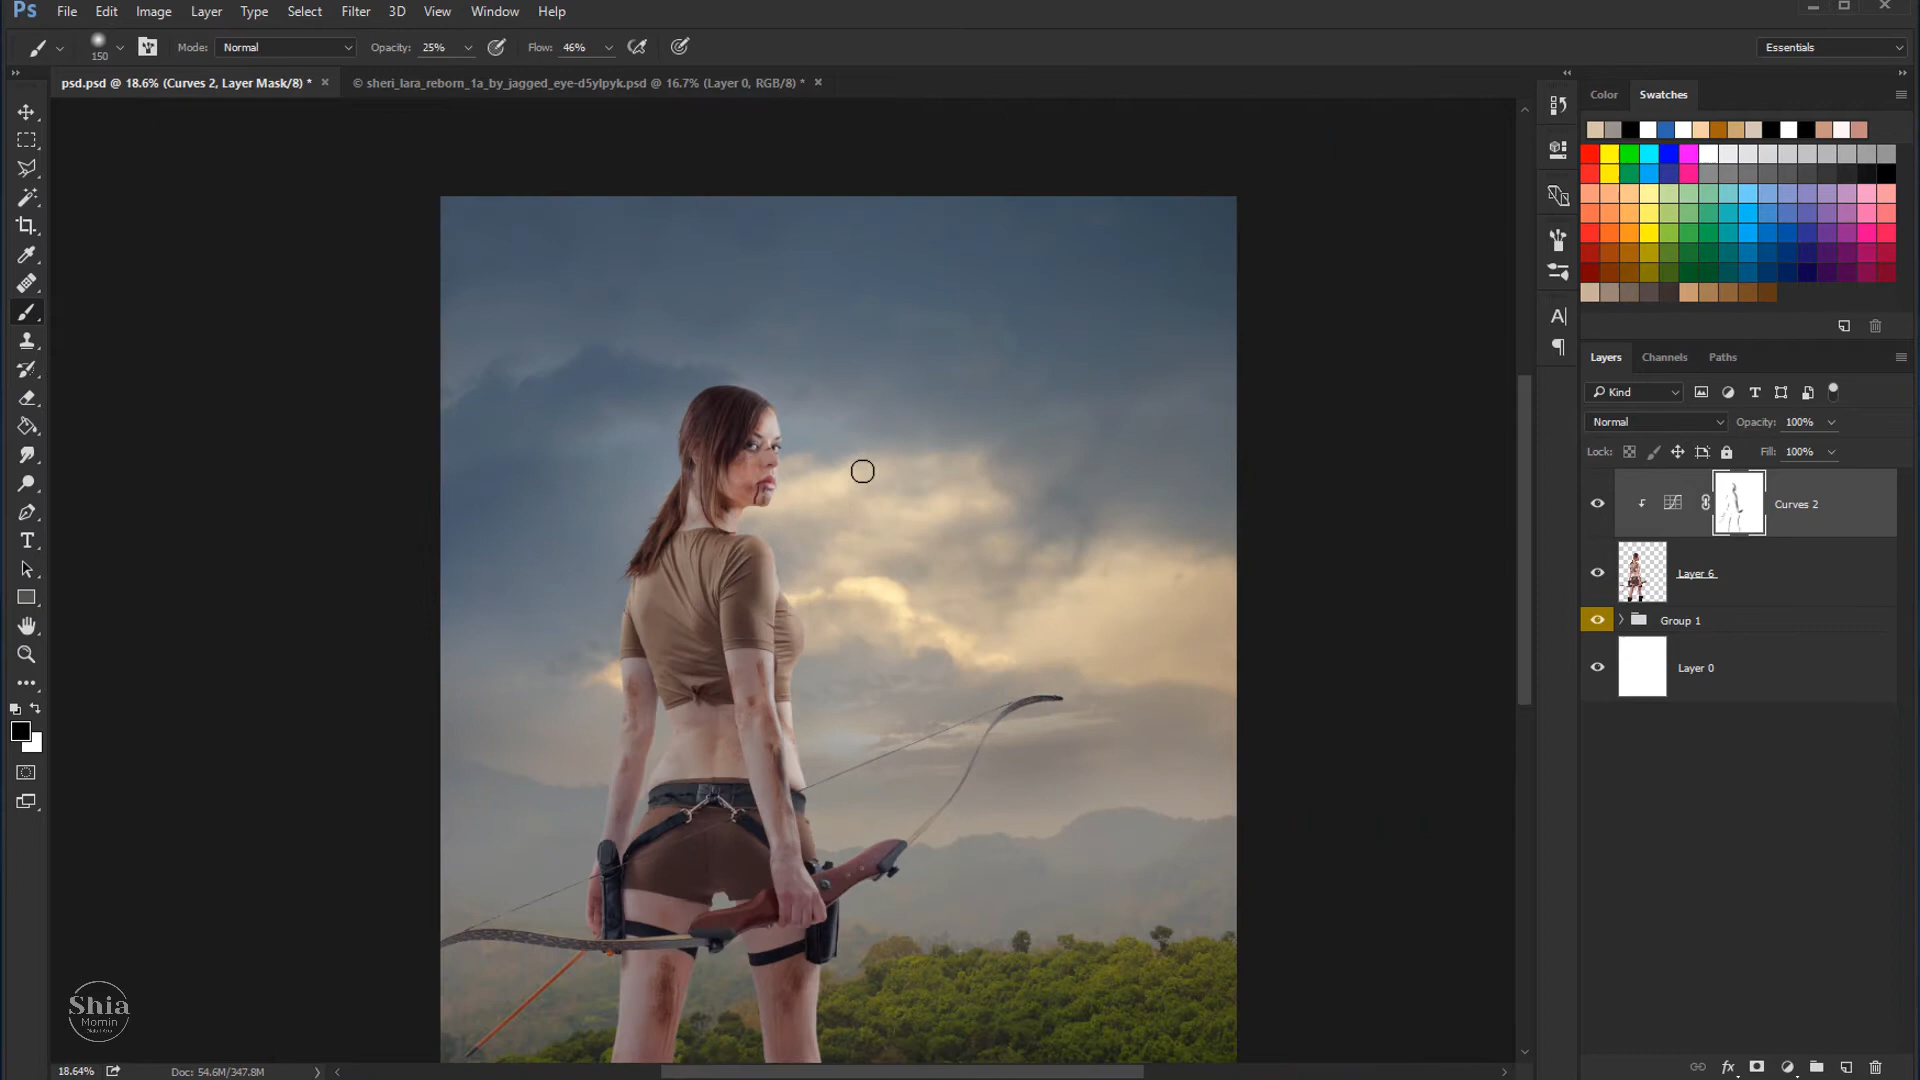 Ps File Edit Image Layer Type Select Filter 3D View Window Help
150 Mode: Normal Opacity: 25% Flow: 46% Essentials
psd.psd @ 18.6% (Curves 2, Layer Mask/8) * × © sheri_lara_reborn_1a_by_jagged_eye-d5ylpyk.psd @ 16.7% (Layer 0, RGB/8) * ×
Color Swatches
Layers Channels Paths
Kind
Normal Opacity: 100%
Lock: Fill: 100%
Curves 2
Layer 6
Group 1
Layer 0
Shia
Momin
18.64% Doc: 54.6M/347.8M
fx